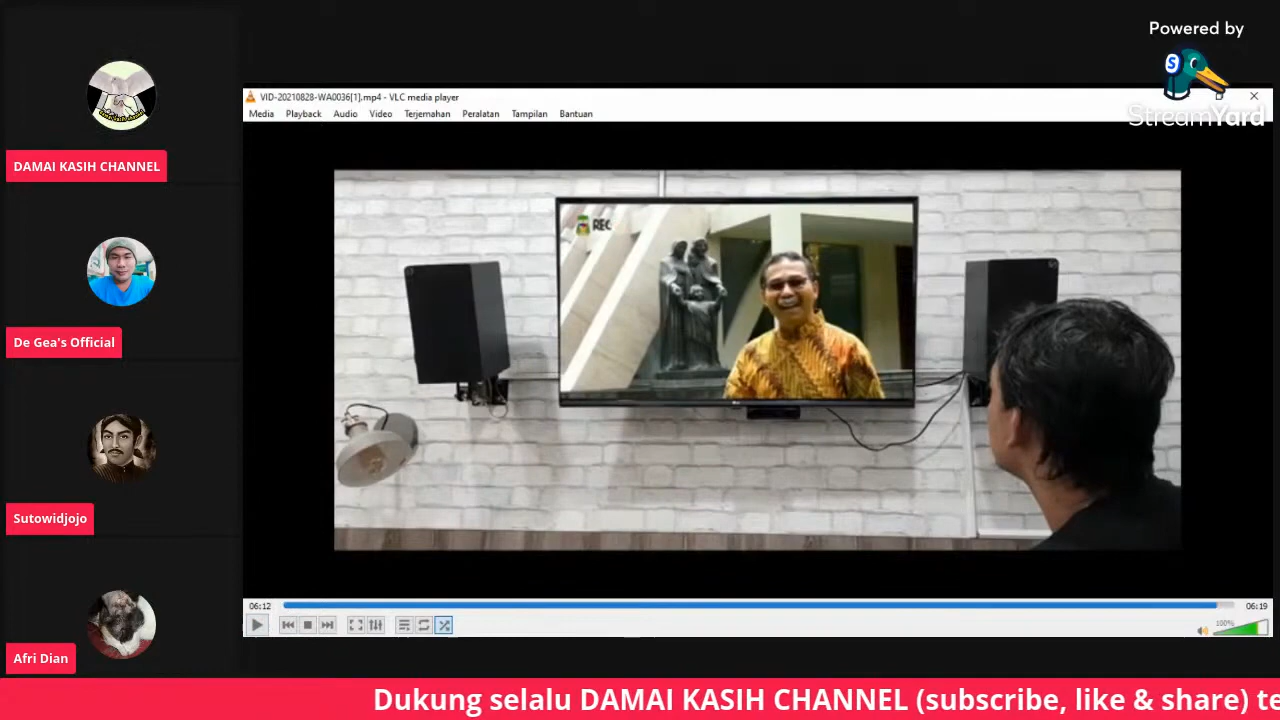 Powered by
StreamYard
DAMAI KASIH CHANNEL
De Gea's Official
Sutowidjojo
Afri Dian
VID-20210828-WA0036[1].mp4 - VLC media player
Media Playback Audio Video Terjemahan Peralatan Tampilan Bantuan
REC
06:12
06:19
100%
Dukung selalu DAMAI KASIH CHANNEL (subscribe, like & share) te